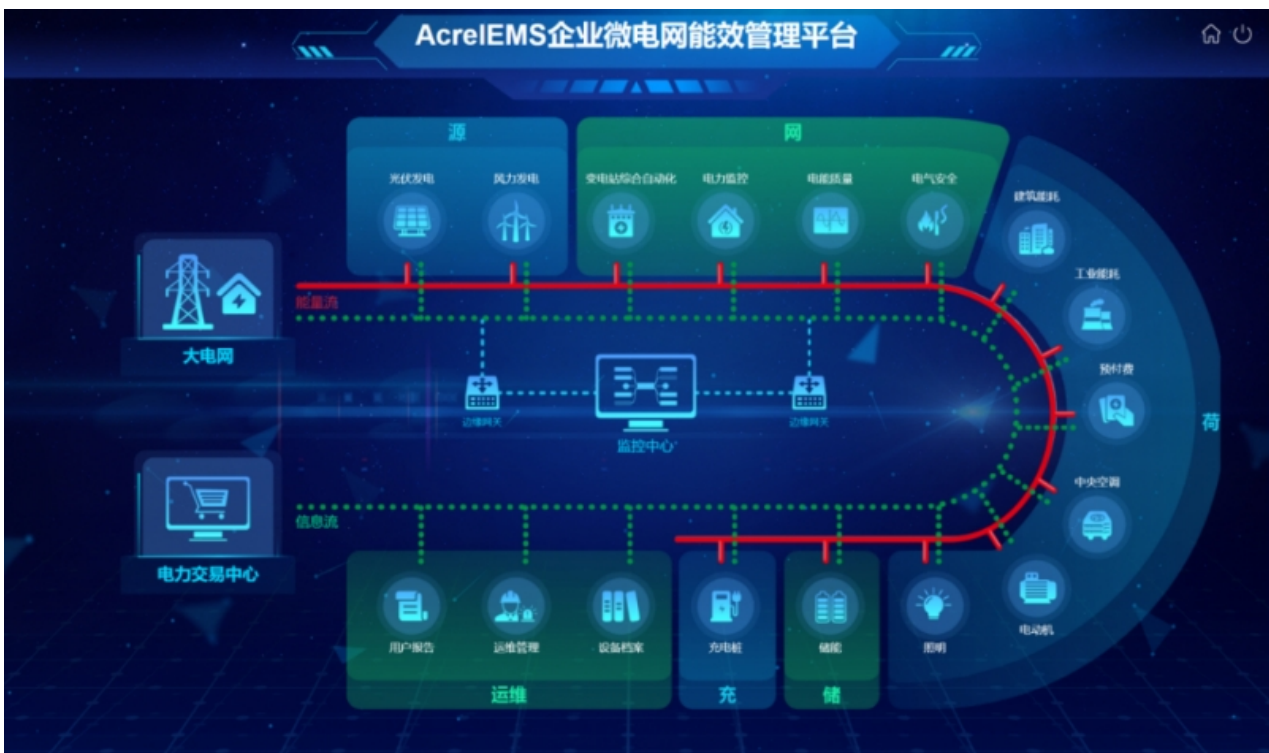 AcrelEMS企业微电网能效管理平台
源
网
光伏发电
风力发电
变电站综合自动化
电力监控
电能质量
电气安全
建筑能耗
工业能耗
预付费
荷
中央空调
电动机
能量流
大电网
边缘网关
监控中心
边缘网关
信息流
电力交易中心
用户报告
运维管理
设备档案
充电桩
储能
照明
运维
充
储